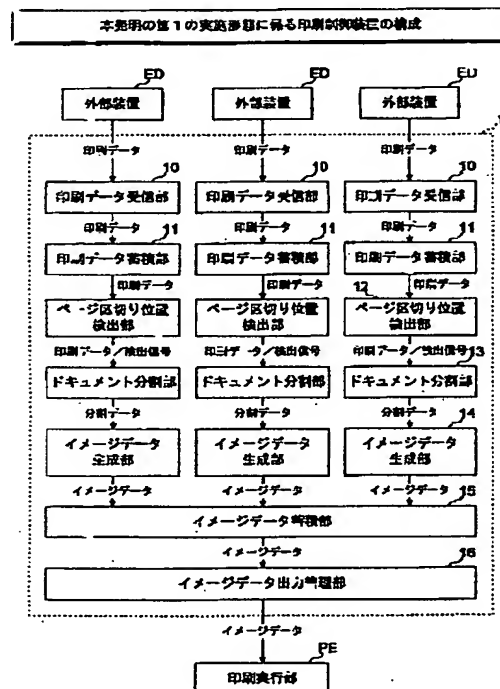 本発明の第1の実施形態に係る印刷制御装置の構成
ED ED ED
外部装置 外部装置 外部装置
1
印刷データ 印刷データ 印刷データ
10 10 10
印刷データ受信部 印刷データ受信部 印刷データ受信部
印刷データ 印刷データ 印刷データ
11 11 11
印刷データ蓄積部 印刷データ蓄積部 印刷データ蓄積部
印刷データ 印刷データ 印刷データ
12
ページ区切り位置 ページ区切り位置 ページ区切り位置
検出部 検出部 検出部
印刷データ/検出信号 印刷データ/検出信号 印刷データ/検出信号
13
ドキュメント分割部 ドキュメント分割部 ドキュメント分割部
分割データ 分割データ 分割データ
14
イメージデータ イメージデータ イメージデータ
生成部 生成部 生成部
イメージデータ イメージデータ イメージデータ
15
イメージデータ蓄積部
イメージデータ
16
イメージデータ出力管理部
イメージデータ
PE
印刷実行部